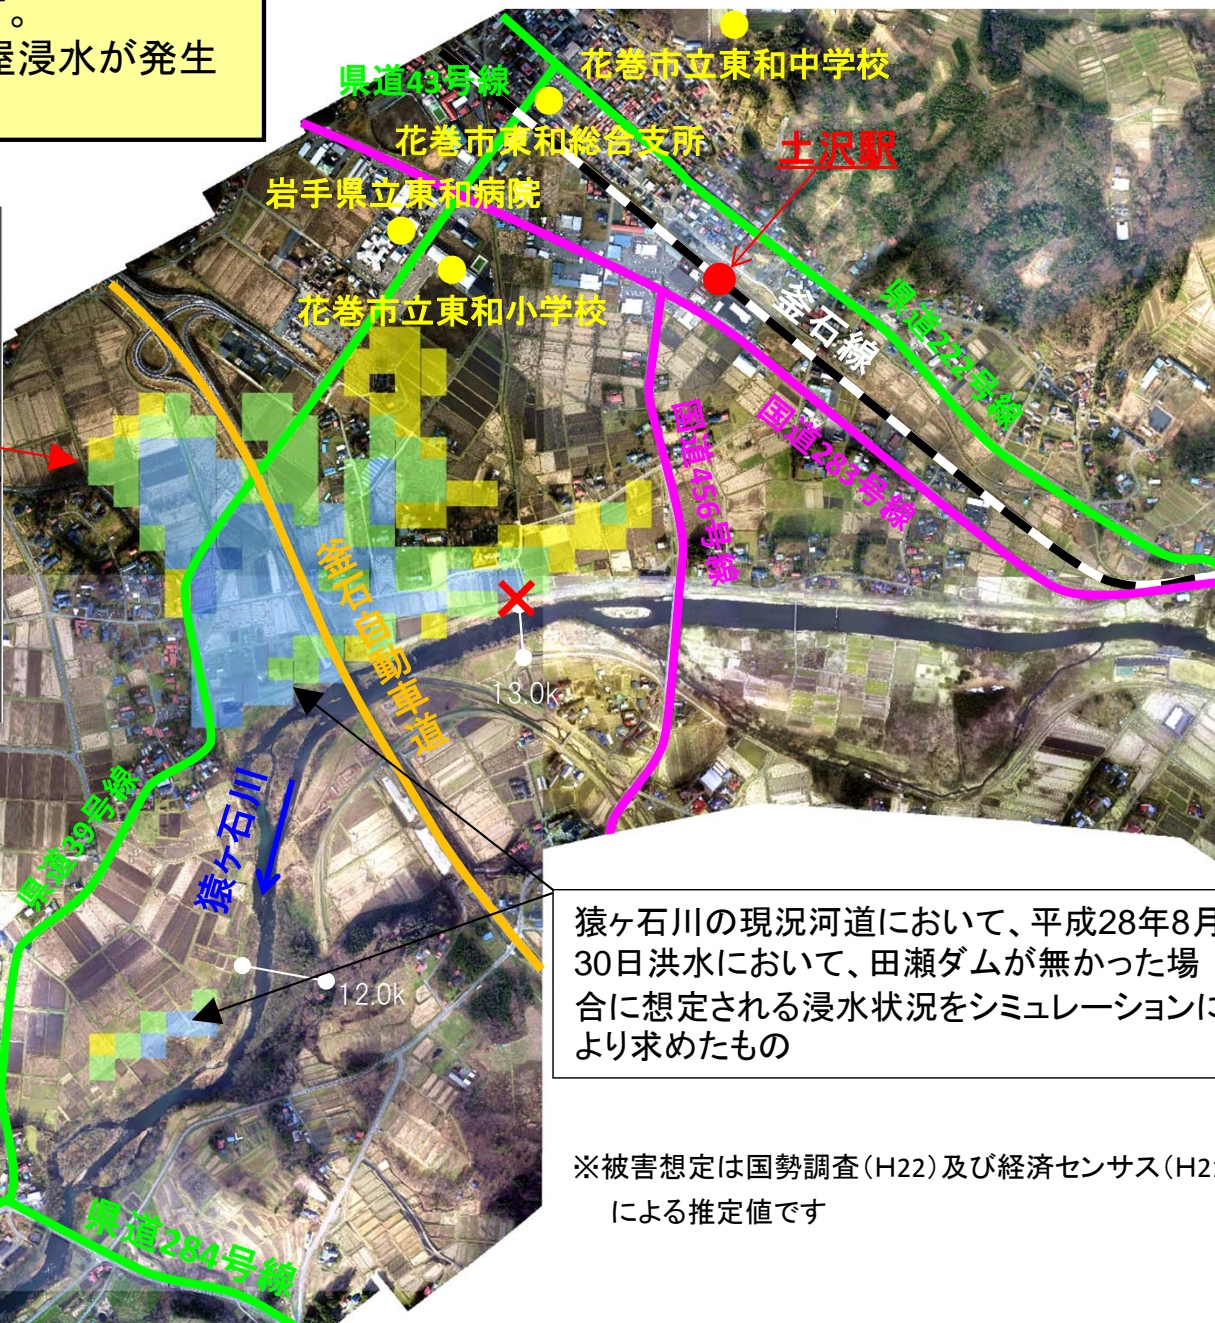 。
屋浸水が発生
県道43号線
花巻市立東和中学校
花巻市東和総合支所
土沢駅
岩手県立東和病院
花巻市立東和小学校
釜石線
県道222号線
国道283号線
国道456号線
釜石自動車道
13.0k
県道39号線
猿ヶ石川
12.0k
猿ヶ石川の現況河道において、平成28年8月
30日洪水において、田瀬ダムが無かった場
合に想定される浸水状況をシミュレーションに
より求めたもの
※被害想定は国勢調査(H22)及び経済センサス(H2
による推定値です
県道284号線